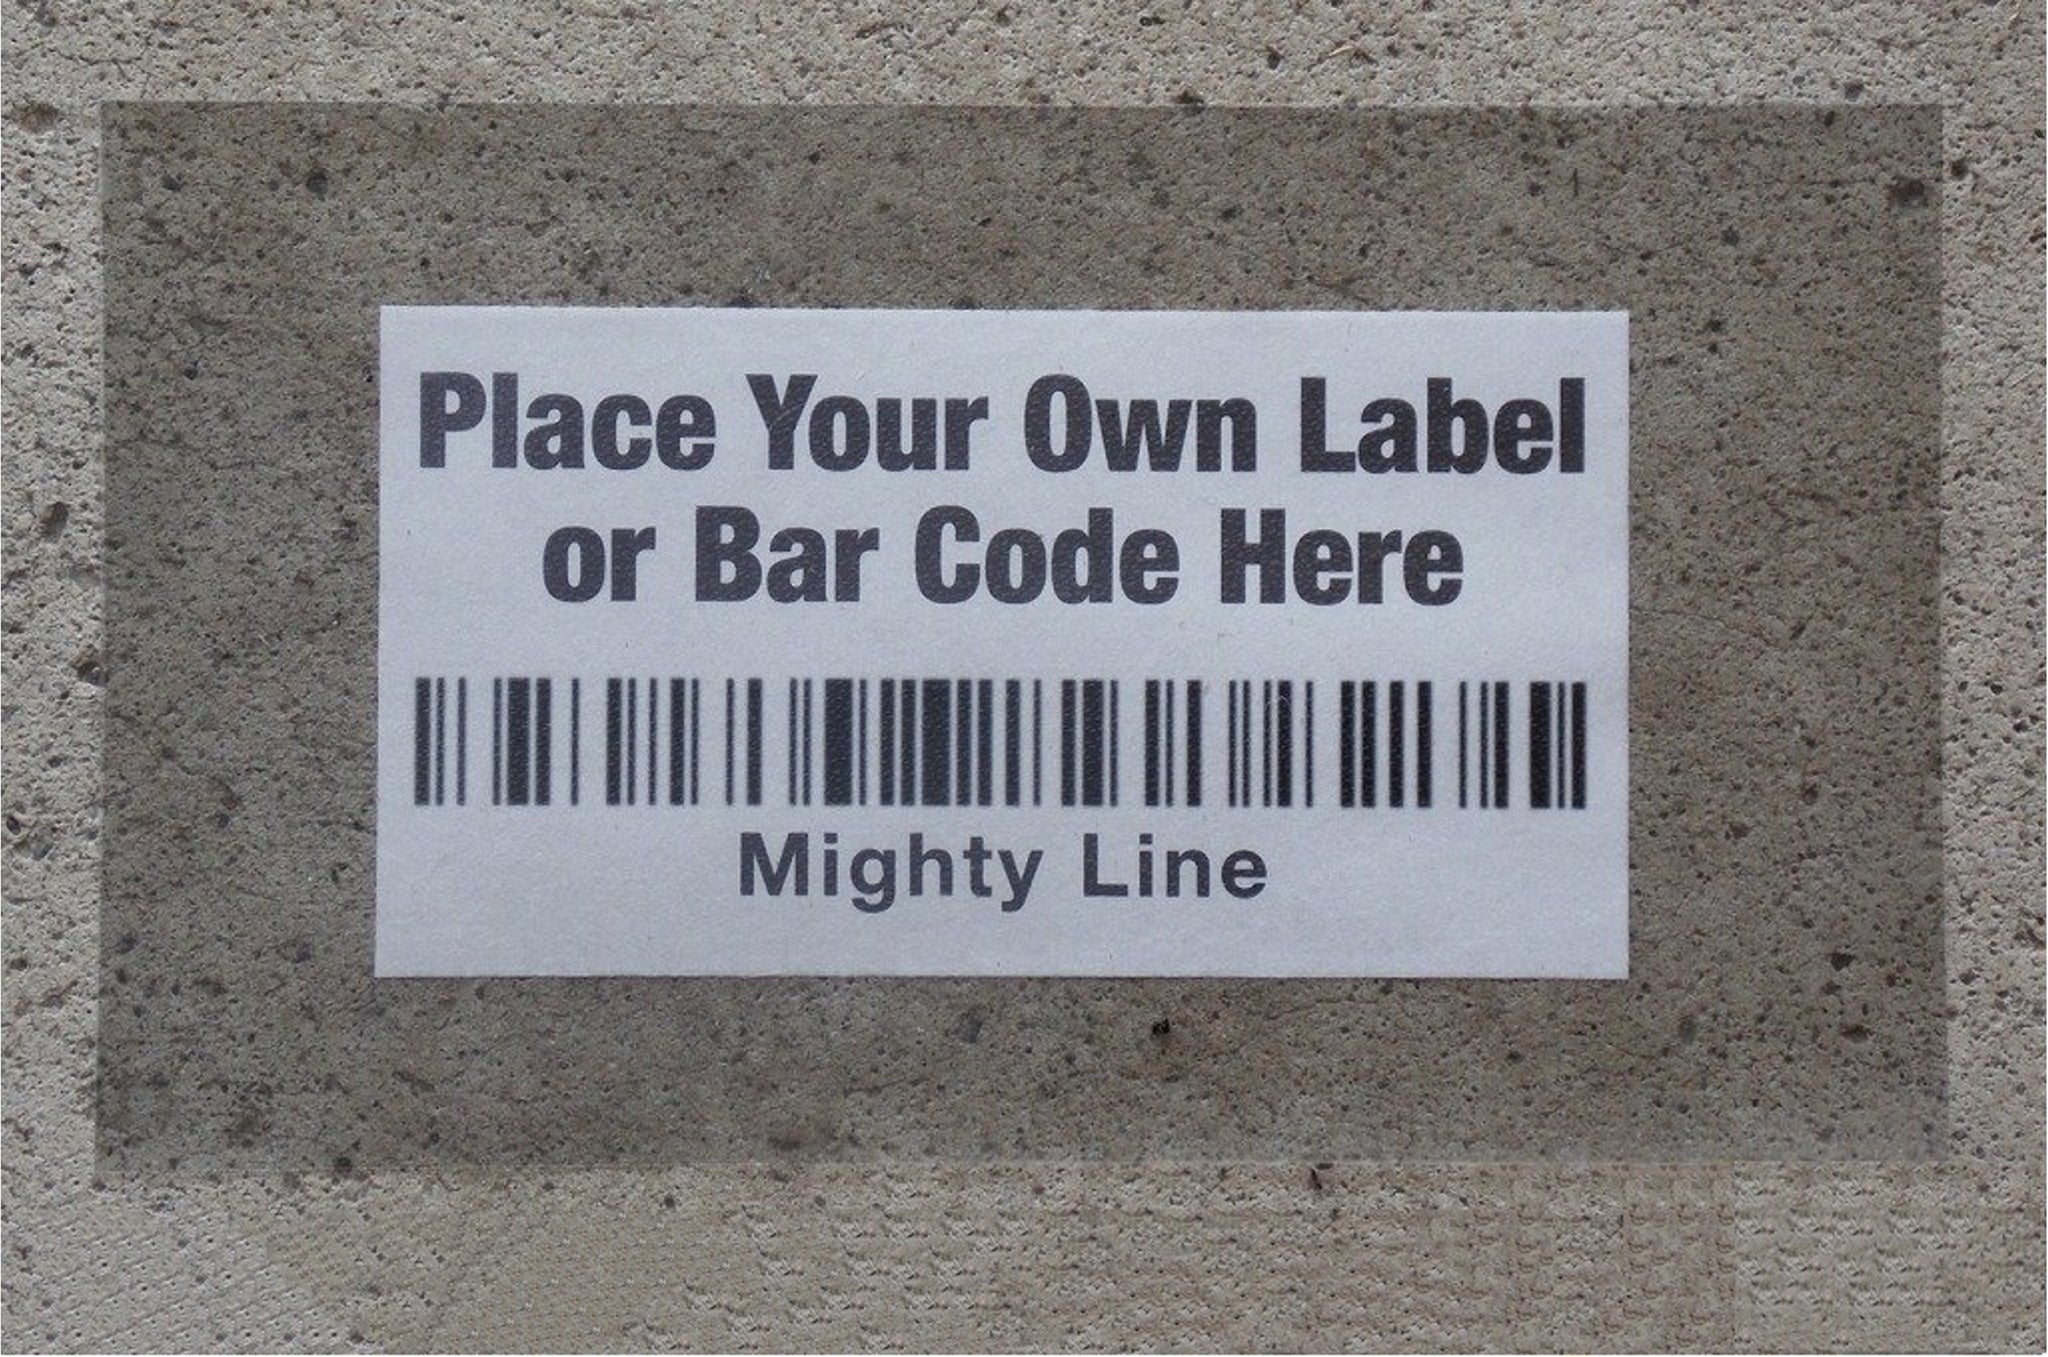 Place Your Own Label
or Bar Code Here
Mighty Line